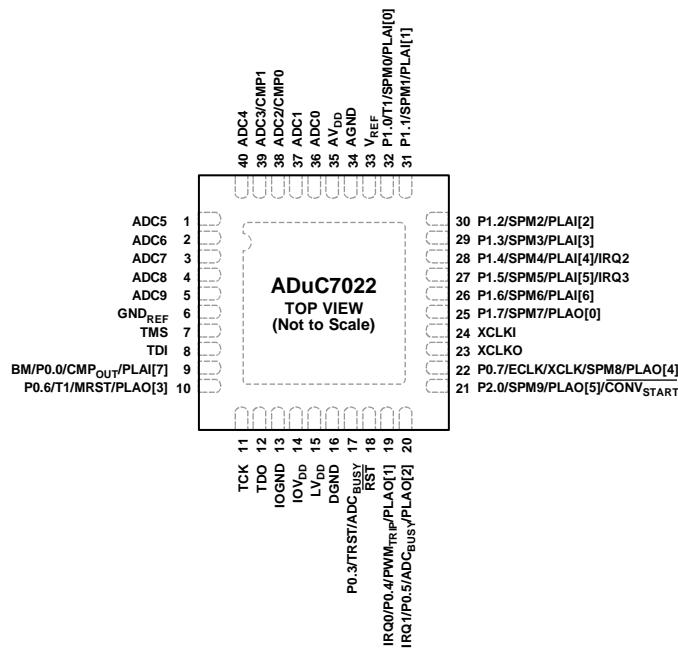 40 ADC4
39 ADC3/CMP1
38 ADC2/CMP0
37 ADC1
36 ADC0
35 AVDD
34 AGND
33 VREF
32 P1.0/T1/SPM0/PLAI[0]
31 P1.1/SPM1/PLAI[1]
ADC5 1
ADC6 2
ADC7 3
ADC8 4
ADC9 5
GNDREF 6
TMS 7
TDI 8
BM/P0.0/CMPOUT/PLAI[7] 9
P0.6/T1/MRST/PLAO[3] 10
ADuC7022
TOP VIEW
(Not to Scale)
30 P1.2/SPM2/PLAI[2]
29 P1.3/SPM3/PLAI[3]
28 P1.4/SPM4/PLAI[4]/IRQ2
27 P1.5/SPM5/PLAI[5]/IRQ3
26 P1.6/SPM6/PLAI[6]
25 P1.7/SPM7/PLAO[0]
24 XCLKI
23 XCLKO
22 P0.7/ECLK/XCLK/SPM8/PLAO[4]
21 P2.0/SPM9/PLAO[5]/CONVSTART
TCK 11
TDO 12
IOGND 13
IOVDD 14
LVDD 15
DGND 16
P0.3/TRST/ADCBUSY 17
RST 18
IRQ0/P0.4/PWMTRIP/PLAO[1] 19
IRQ1/P0.5/ADCBUSY/PLAO[2] 20